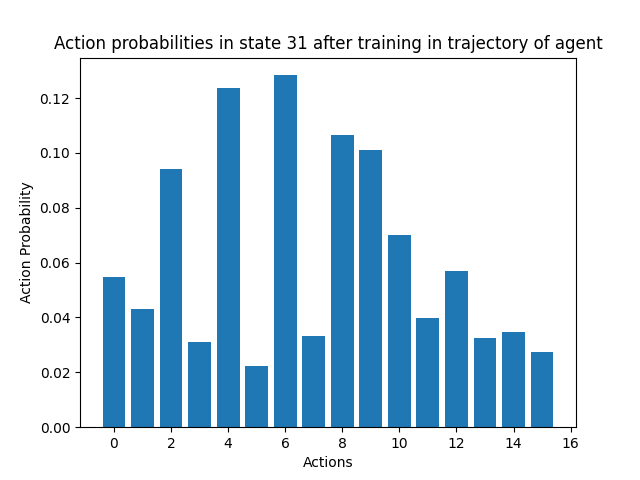 Action probabilities in state 31 after training in trajectory of agent
0.12
0.10
0.08
0.06
0.04
0.02
0.00
Action Probability
0 2 4 6 8 10 12 14 16
Actions